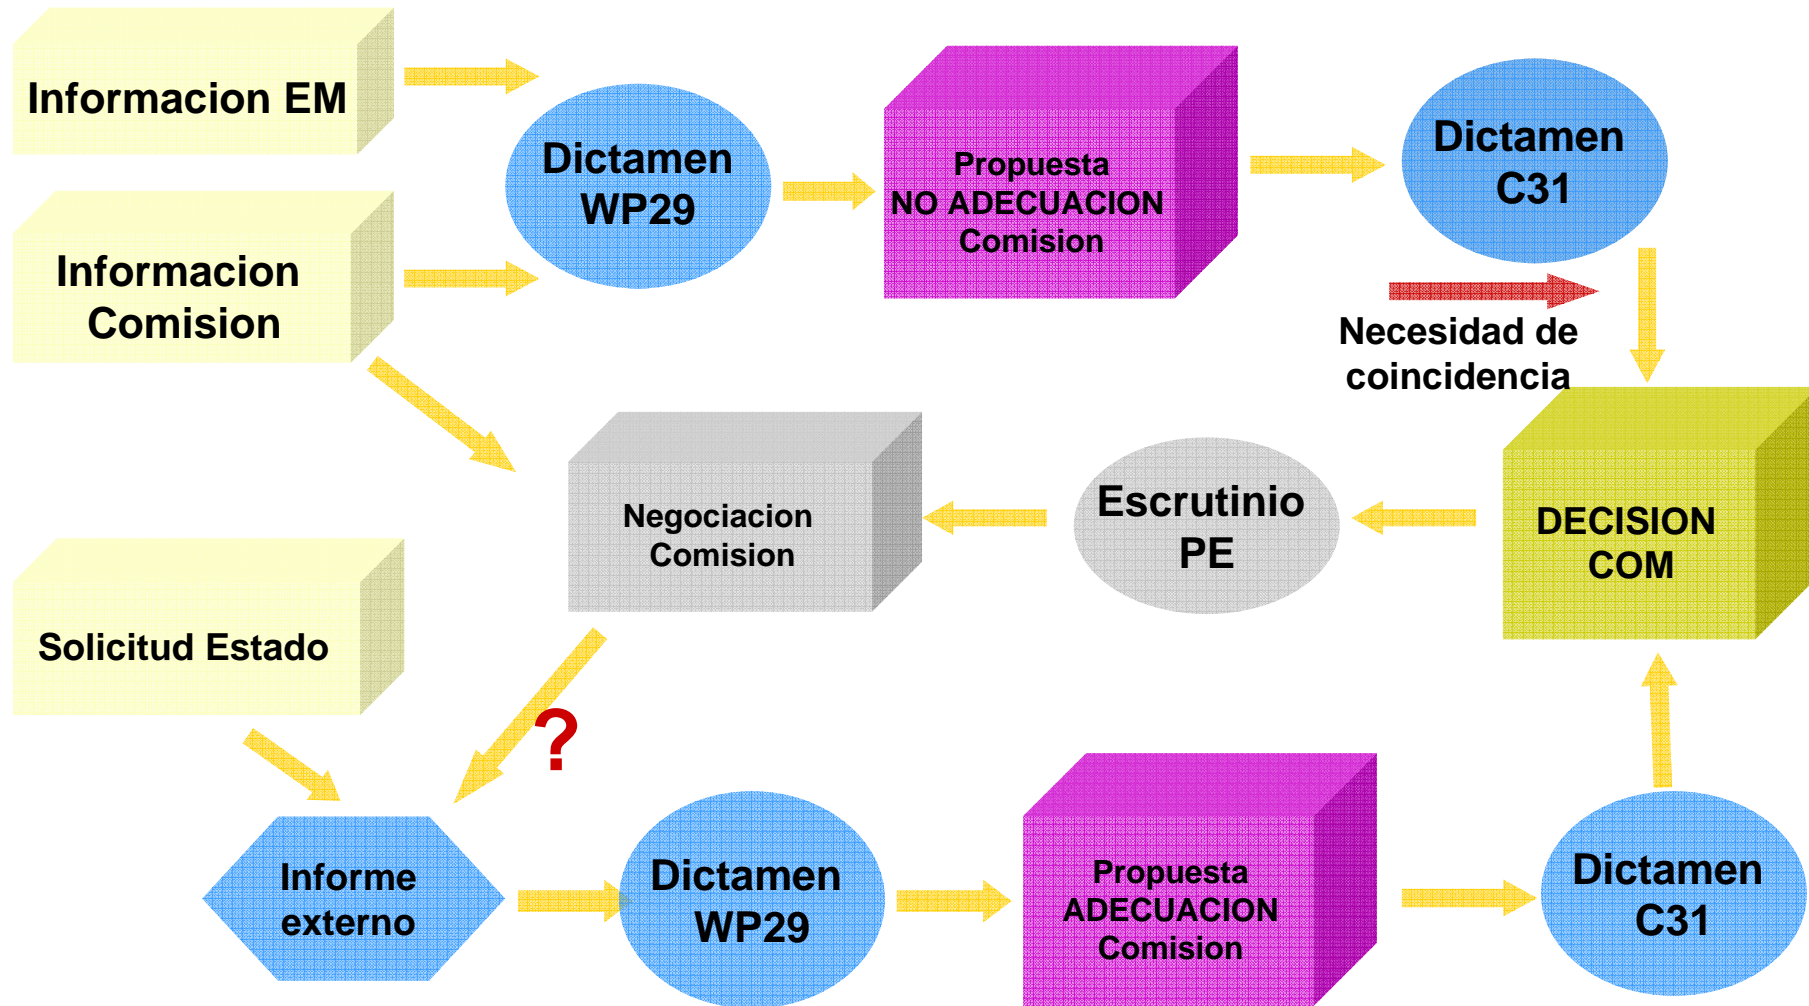 Informacion EM
Dictamen
WP29
Propuesta
NO ADECUACION
Comision
Dictamen
C31
Informacion
Comision
Necesidad de
coincidencia
Negociacion
Comision
Escrutinio
PE
DECISION
COM
Solicitud Estado
?
Informe
externo
Dictamen
WP29
Propuesta
ADECUACION
Comision
Dictamen
C31